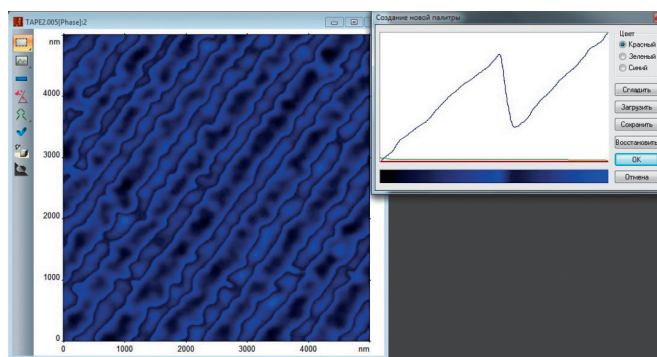 TAPE2.005[Phase]:2
nm
4000
3000
2000
1000
0
0 1000 2000 3000 4000 nm
Создание новой палитры
Цвет
Красный
Зеленый
Синий
Сгладить
Загрузить
Сохранить
Восстановить
OK
Отмена